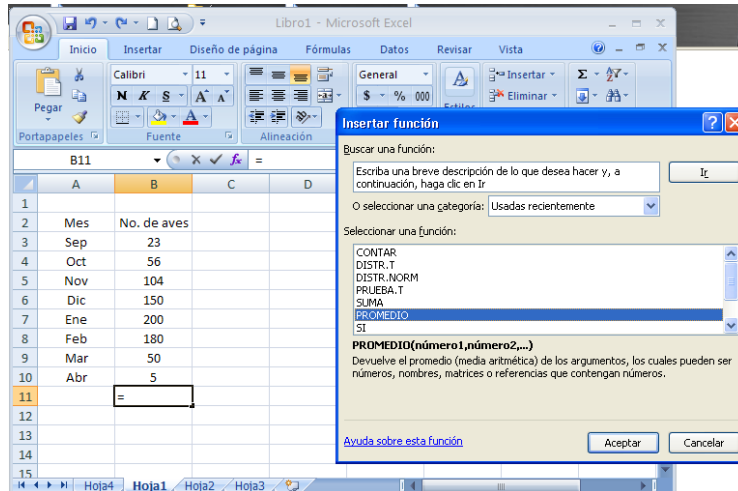 Libro1 - Microsoft Excel
Inicio Insertar Diseño de página Fórmulas Datos Revisar Vista
Pegar
Calibri 11
N K S A A
A
General
$ % 000
Estilos
Insertar
Eliminar
Σ
Portapapeles Fuente Alineación
B11 fx =
A B C D
1
2 Mes No. de aves
3 Sep 23
4 Oct 56
5 Nov 104
6 Dic 150
7 Ene 200
8 Feb 180
9 Mar 50
10 Abr 5
11 =
12
13
14
15
Hoja4 Hoja1 Hoja2 Hoja3
Insertar función
Buscar una función:
Escriba una breve descripción de lo que desea hacer y, a
continuación, haga clic en Ir
Ir
O seleccionar una categoría: Usadas recientemente
Seleccionar una función:
CONTAR
DISTR.T
DISTR.NORM
PRUEBA.T
SUMA
PROMEDIO
SI
PROMEDIO(número1,número2,...)
Devuelve el promedio (media aritmética) de los argumentos, los cuales pueden ser
números, nombres, matrices o referencias que contengan números.
Ayuda sobre esta función
Aceptar Cancelar